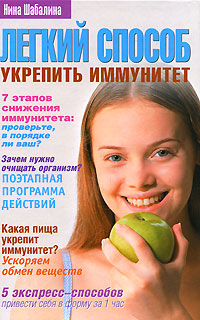 Нина Шабалина
ЛЕГКИЙ СПОСОБ
УКРЕПИТЬ ИММУНИТЕТ
7 этапов
снижения
иммунитета:
проверьте,
в порядке
ли ваш?
Зачем нужно
очищать организм?
ПОЭТАПНАЯ
ПРОГРАММА
ДЕЙСТВИЙ
Какая пища
укрепит
иммунитет?
Ускоряем
обмен веществ
5 экспресс-способов
привести себя в форму за 1 час